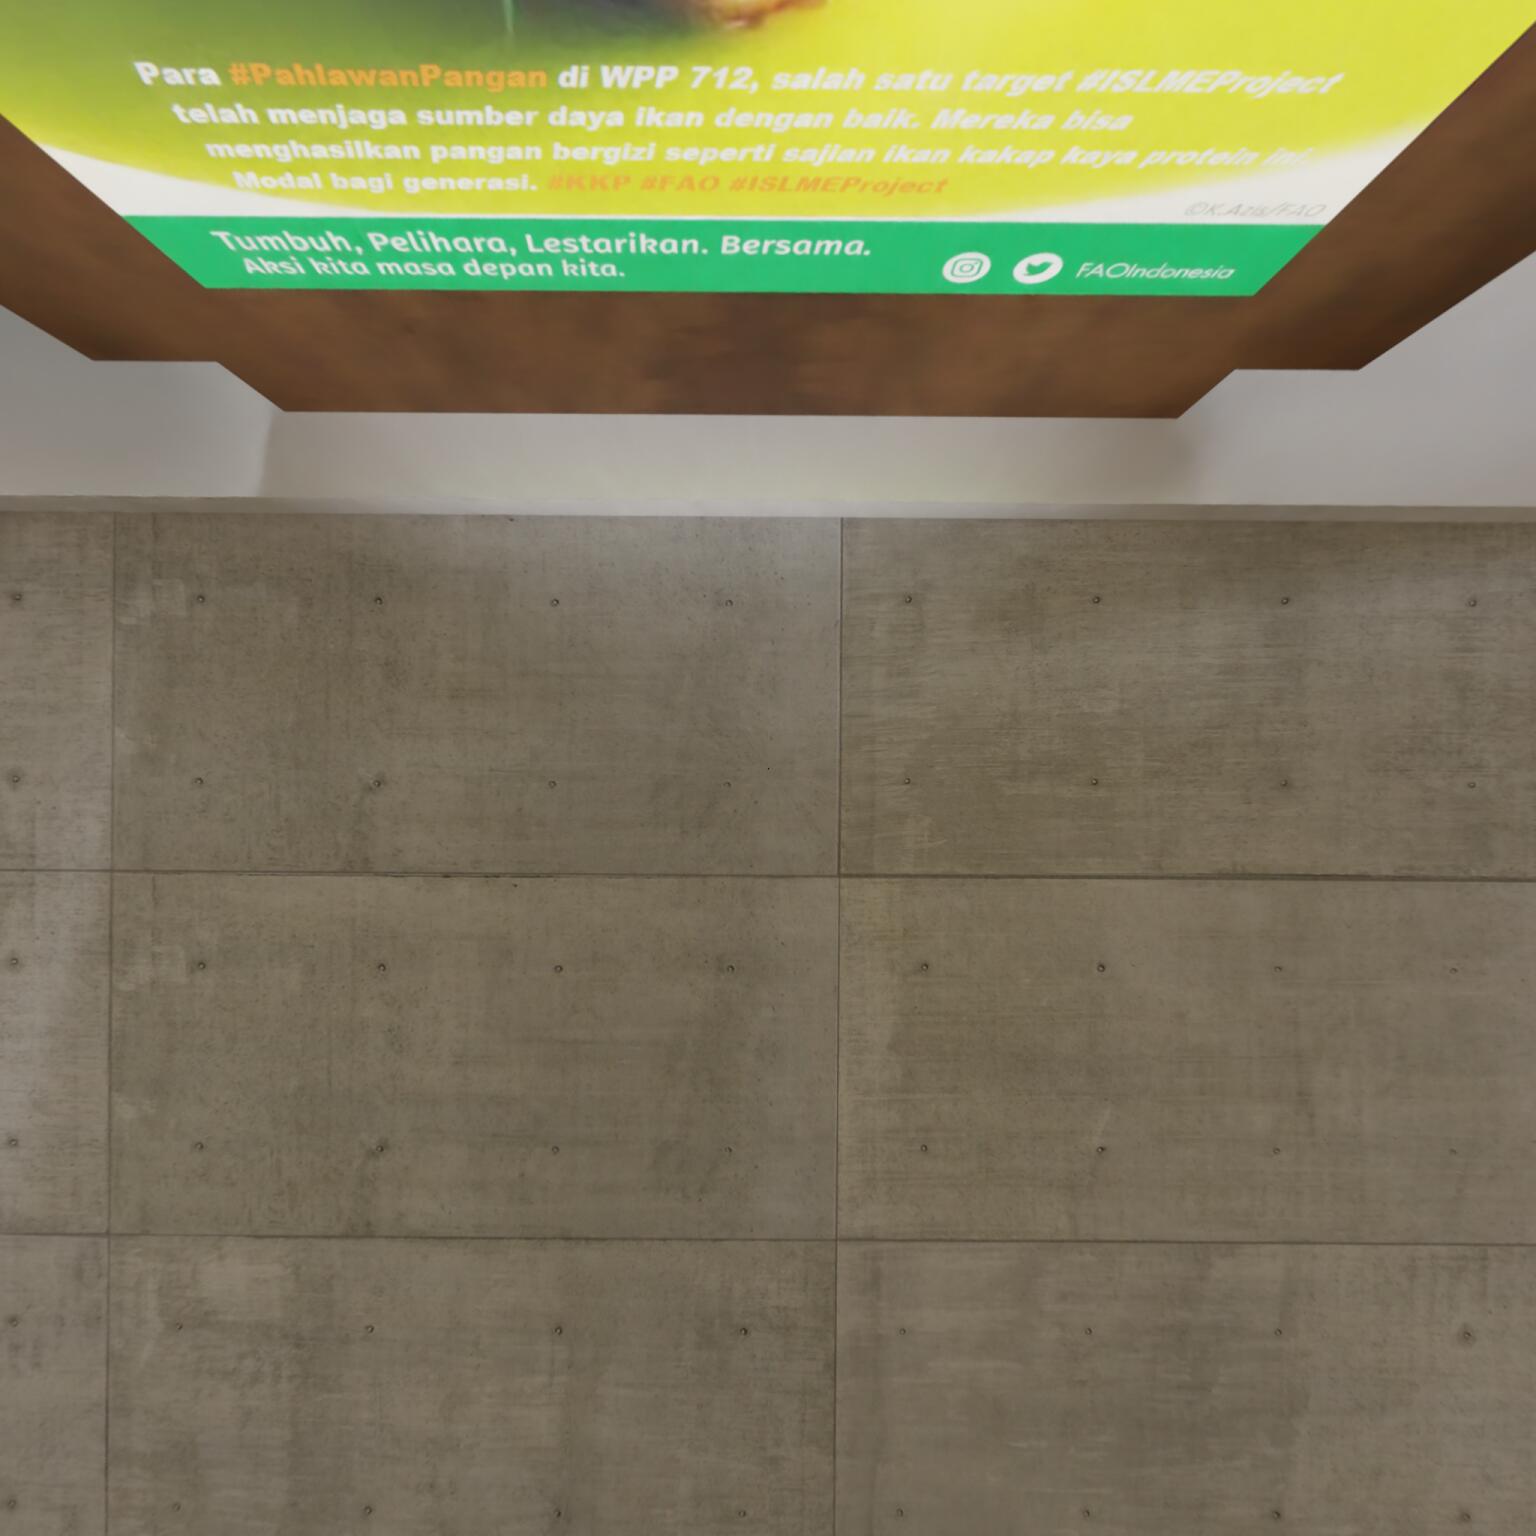 Para #PahlawanPangan di WPP 712, salah satu target #ISLMEProject
telah menjaga sumber daya ikan dengan baik. Mereka bisa
menghasilkan pangan bergizi seperti sajian ikan kakap kaya protein ini.
Modal bagi generasi. #KKP #FAO #ISLMEProject
©K.Azis/FAO
Tumbuh, Pelihara, Lestarikan. Bersama.
Aksi kita masa depan kita.
FAOIndonesia